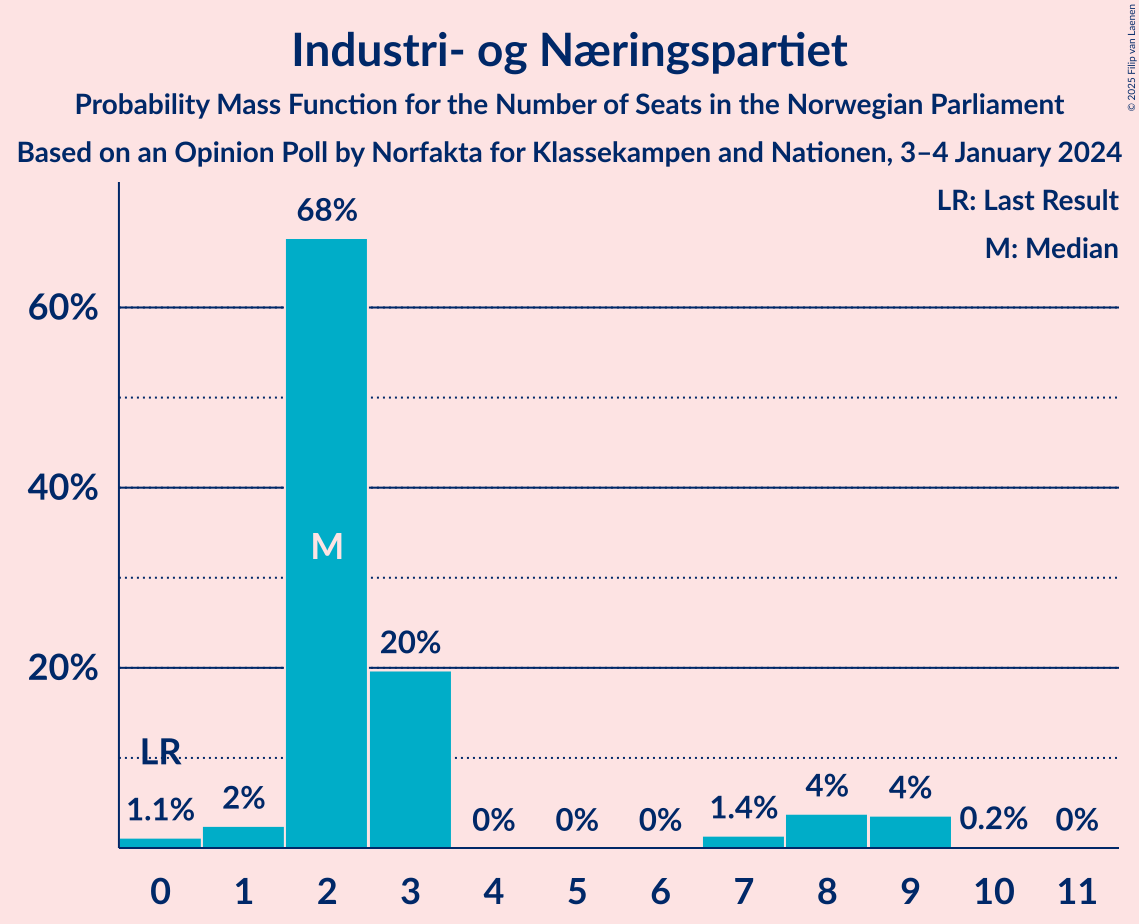 Industri- og Næringspartiet
Probability Mass Function for the Number of Seats in the Norwegian Parliament
Based on an Opinion Poll by Norfakta for Klassekampen and Nationen, 3–4 January 2024
© 2025 Filip van Laenen
LR: Last Result
M: Median
68%
60%
40%
M
20%
20%
LR
1.1%
2%
0%
0%
0%
1.4%
4%
4%
0.2%
0%
0 1 2 3 4 5 6 7 8 9 10 11